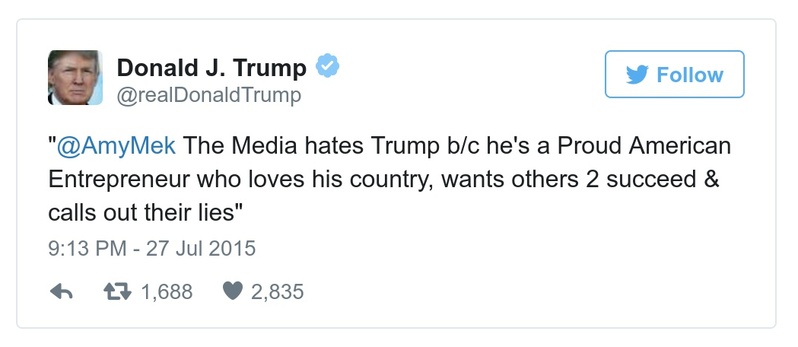 Donald J. Trump
@realDonaldTrump
Follow
"@AmyMek The Media hates Trump b/c he's a Proud American
Entrepreneur who loves his country, wants others 2 succeed &
calls out their lies"
9:13 PM - 27 Jul 2015
1,688 2,835